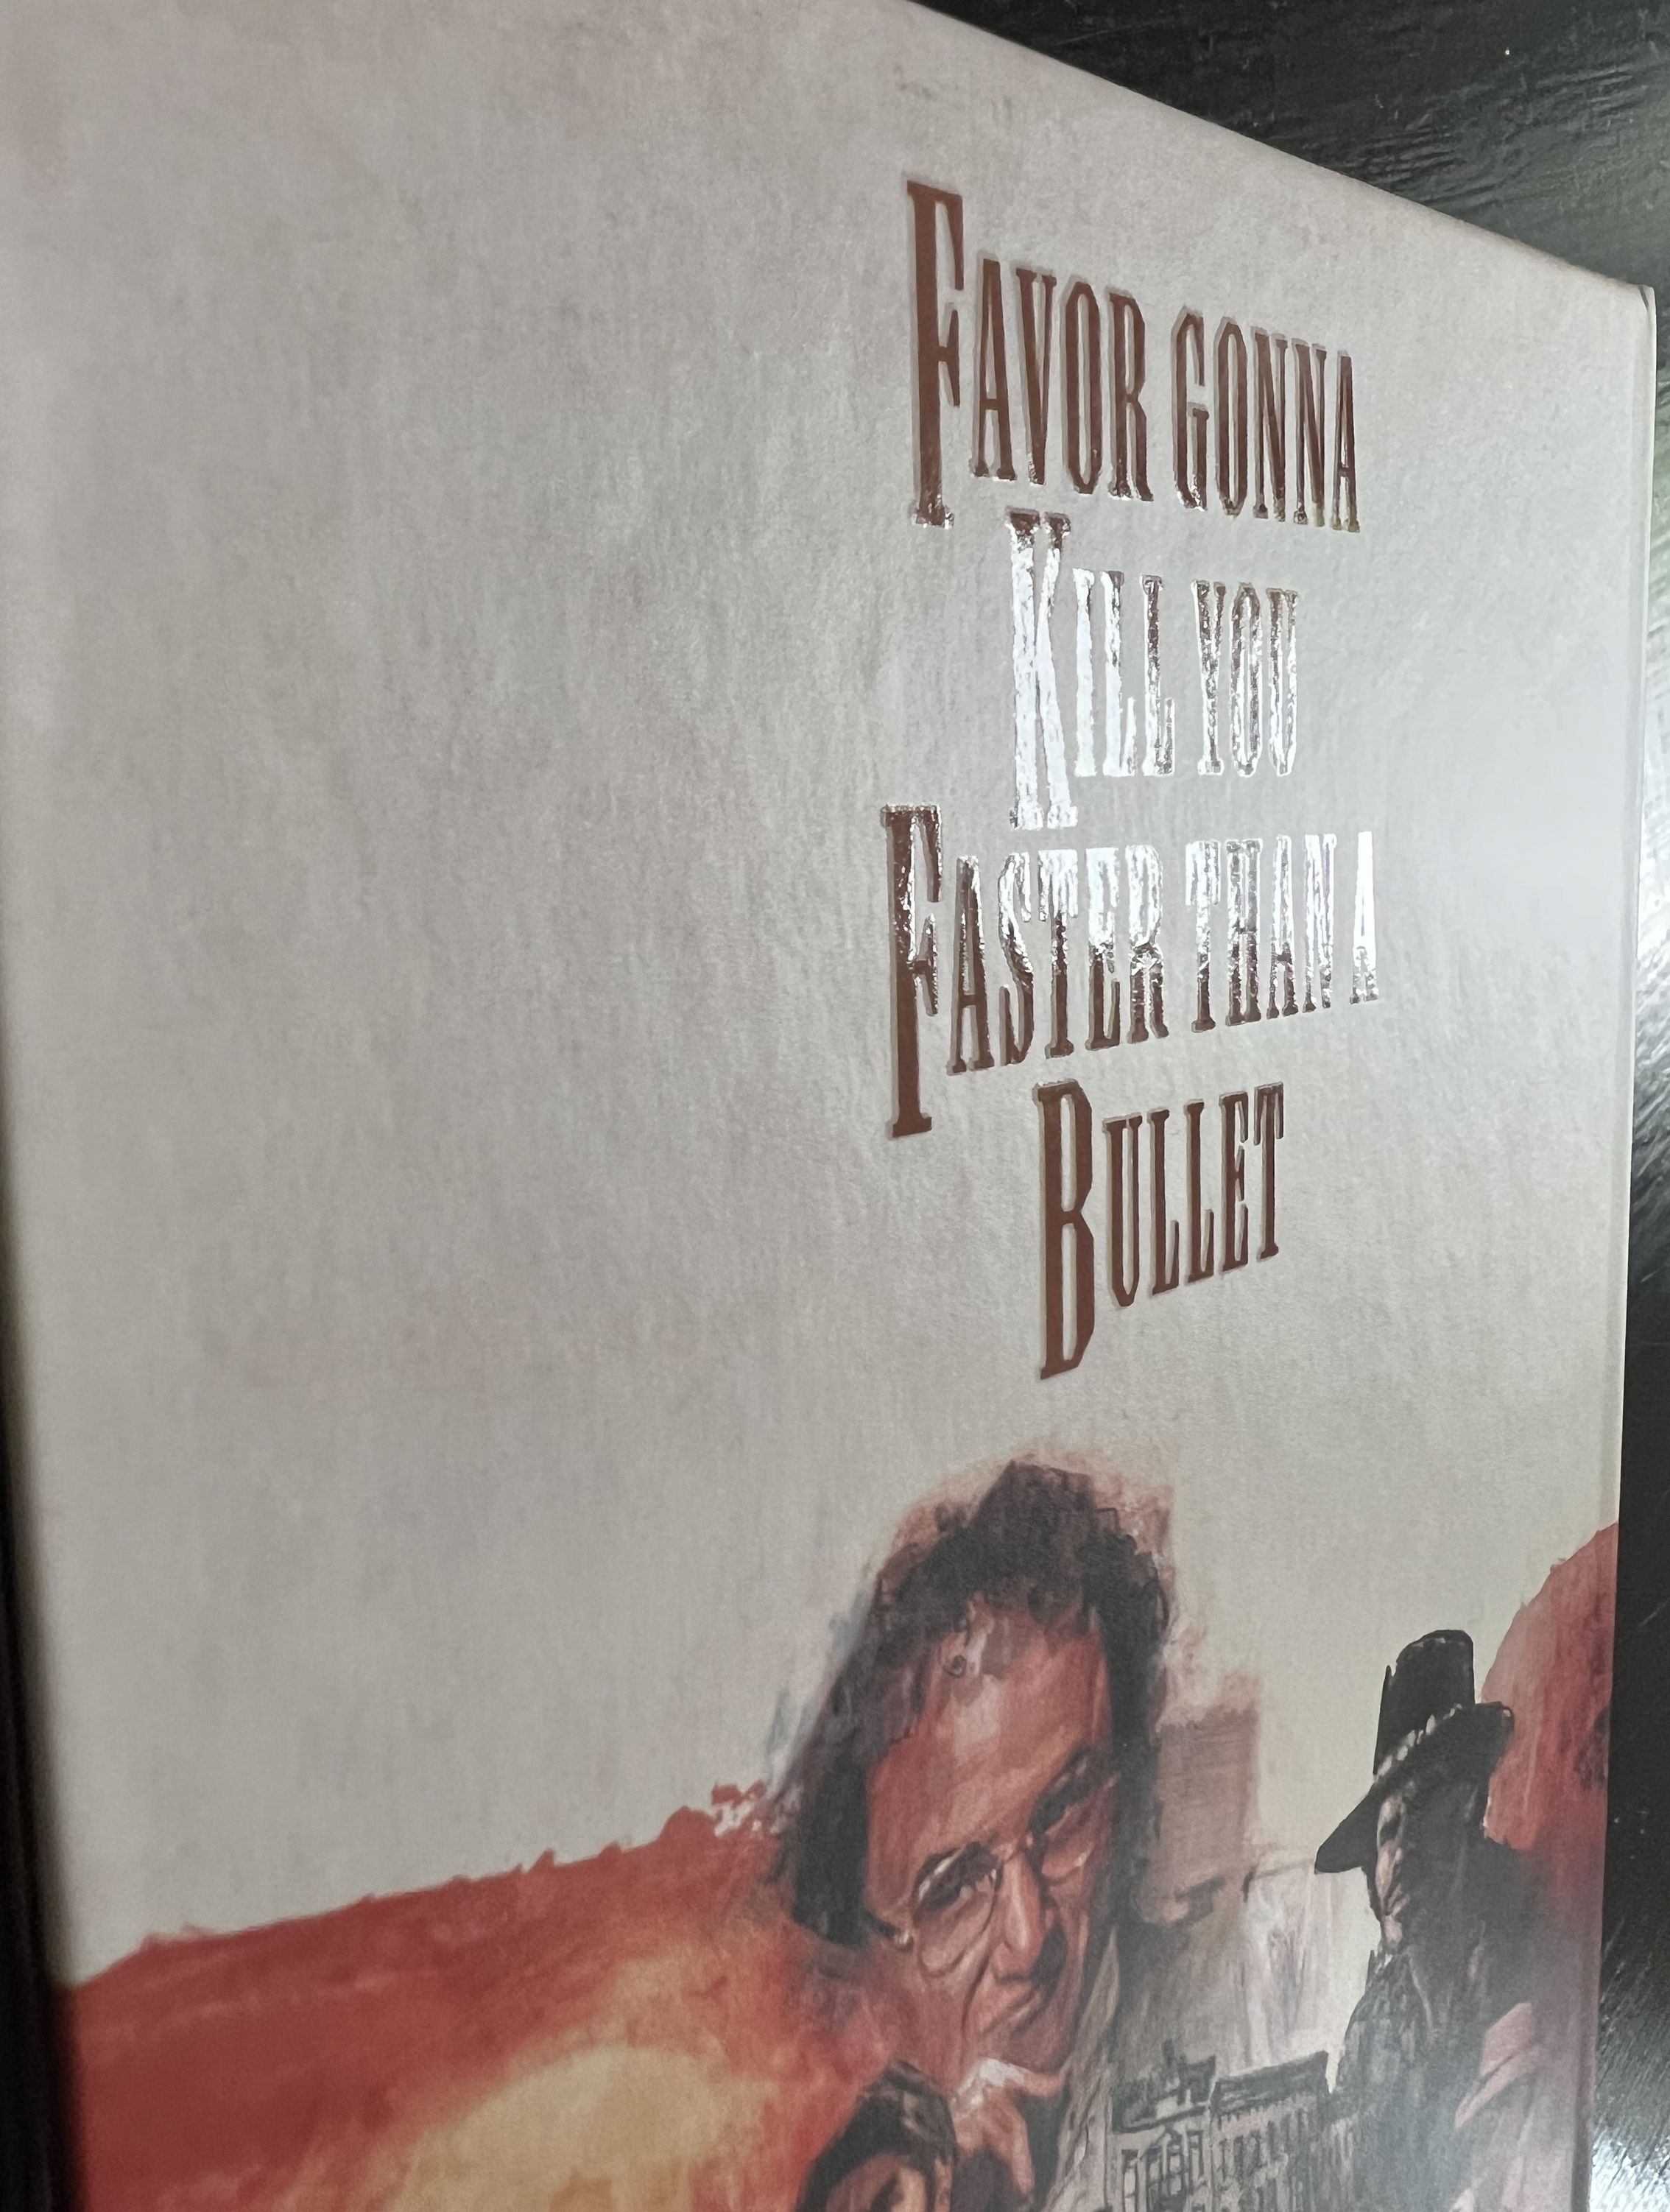 FAVOR GONNA
KILL YOU
FASTER THAN A
BULLET